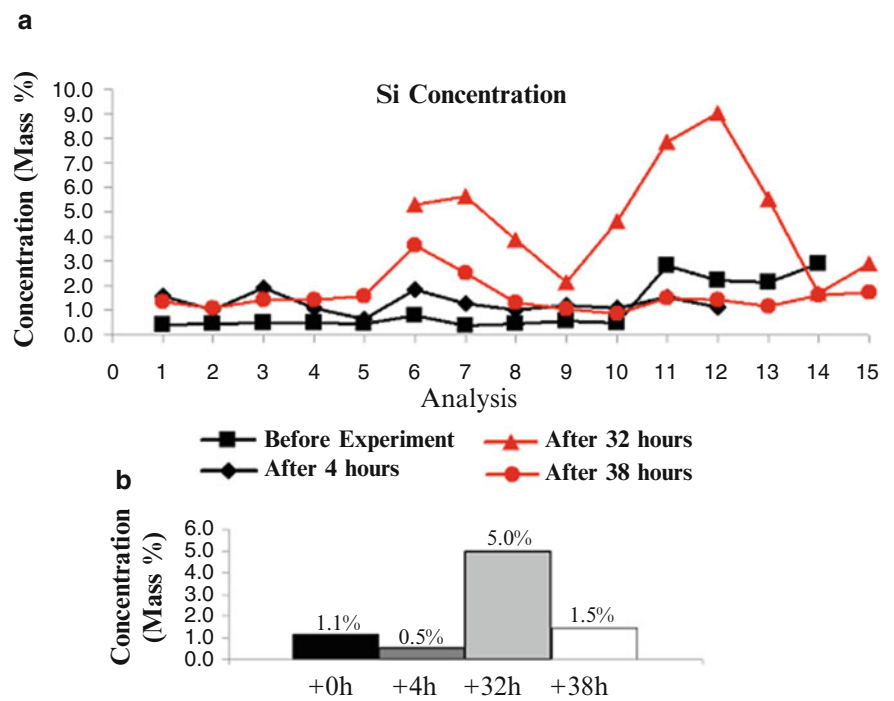 a
Si Concentration
Concentration (Mass %)
10.0
9.0
8.0
7.0
6.0
5.0
4.0
3.0
2.0
1.0
0.0
0 1 2 3 4 5 6 7 8 9 10 11 12 13 14 15
Analysis
Before Experiment
After 32 hours
After 4 hours
After 38 hours
b
Concentration
(Mass %)
6.0
5.0
4.0
3.0
2.0
1.0
0.0
1.1%
0.5%
5.0%
1.5%
+0h +4h +32h +38h